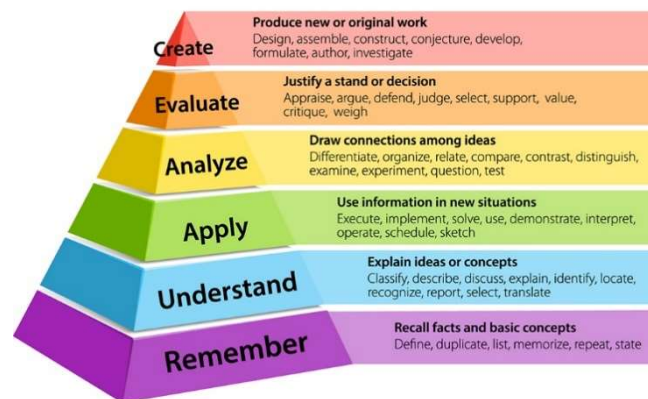 Create
Produce new or original work
Design, assemble, construct, conjecture, develop,
formulate, author, investigate
Evaluate
Justify a stand or decision
Appraise, argue, defend, judge, select, support, value,
critique, weigh
Analyze
Draw connections among ideas
Differentiate, organize, relate, compare, contrast, distinguish,
examine, experiment, question, test
Apply
Use information in new situations
Execute, implement, solve, use, demonstrate, interpret,
operate, schedule, sketch
Understand
Explain ideas or concepts
Classify, describe, discuss, explain, identify, locate,
recognize, report, select, translate
Remember
Recall facts and basic concepts
Define, duplicate, list, memorize, repeat, state